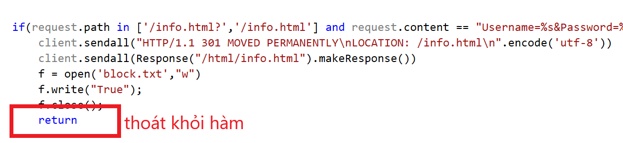 if(request.path in ['/info.html?','/info.html'] and request.content == "Username=%s&Password=%
client.sendall("HTTP/1.1 301 MOVED PERMANENTLY\nLOCATION: /info.html\n".encode('utf-8'))
client.sendall(Response("/html/info.html").makeResponse())
f = open('block.txt',"w")
f.write("True");
f.close();
return thoát khỏi hàm